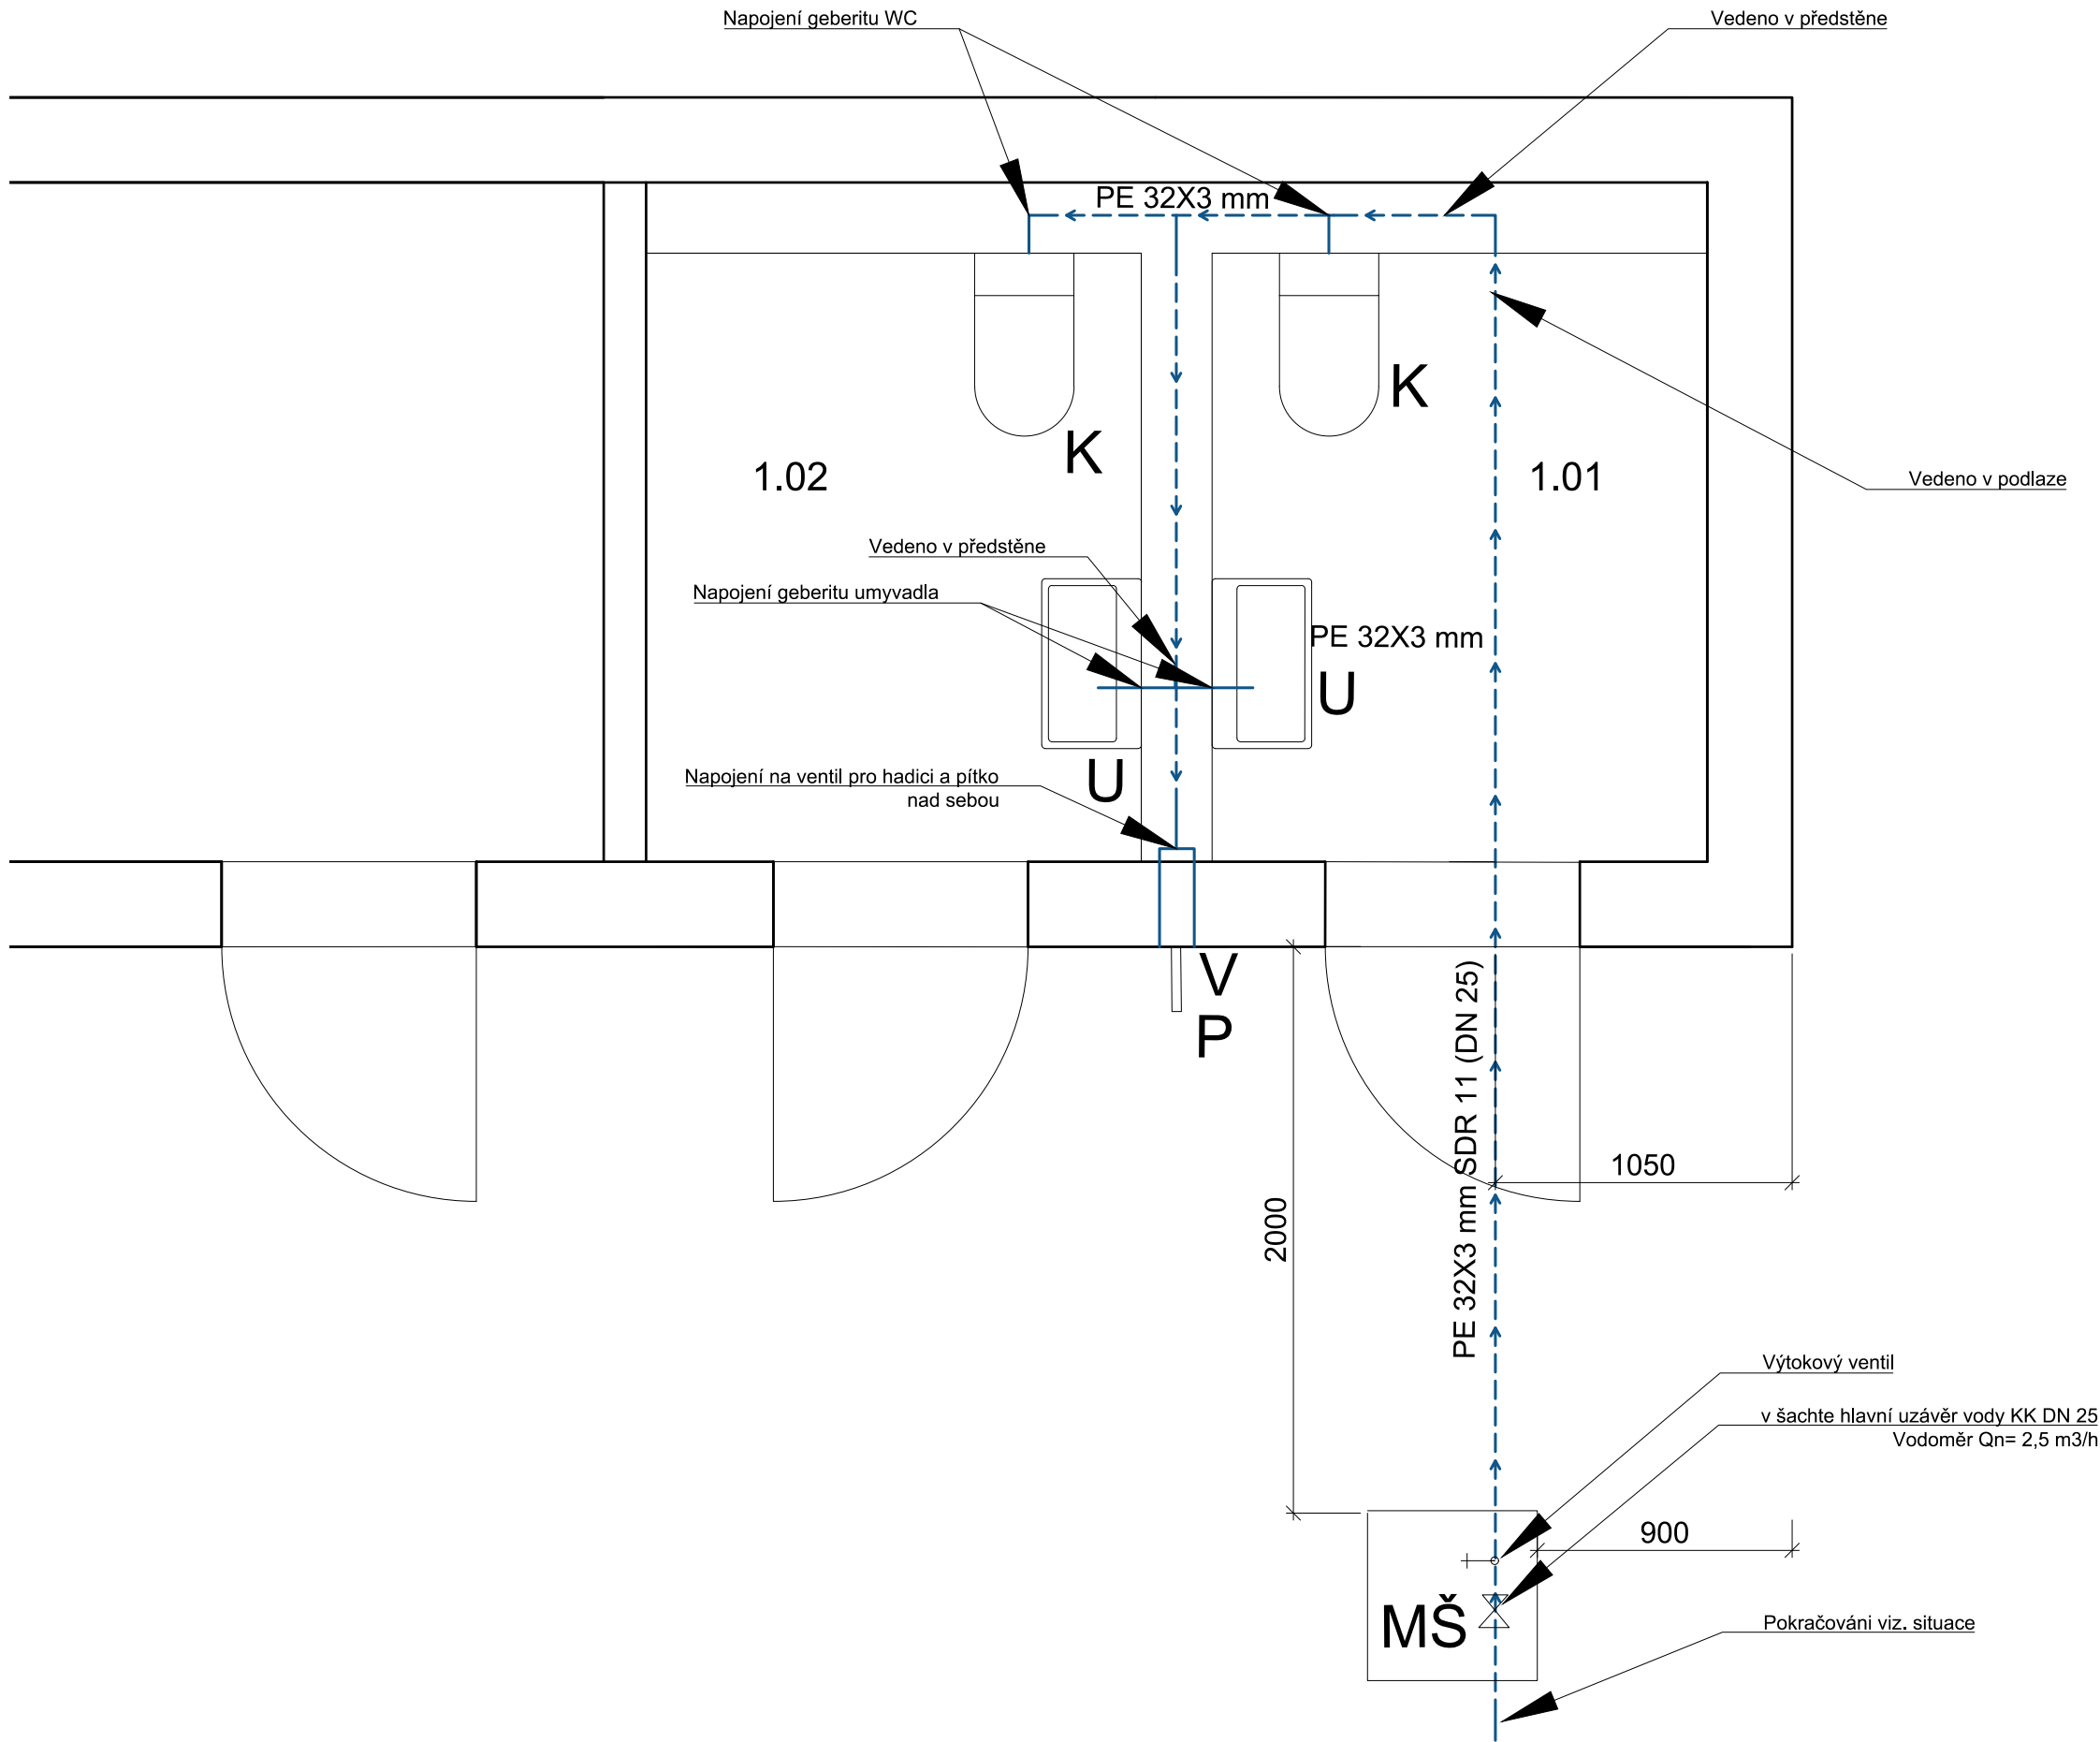 Napojení geberitu WC
Vedeno v předstěne
PE 32X3 mm
K
K
1.02
1.01
Vedeno v podlaze
Vedeno v předstěne
Napojení geberitu umyvadla
PE 32X3 mm
U
U
Napojení na ventil pro hadici a pítko
nad sebou
V
P
PE 32X3 mm SDR 11 (DN 25)
1050
2000
Výtokový ventil
v šachte hlavní uzávěr vody KK DN 25
Vodoměr Qn= 2,5 m3/h
900
MŠ
Pokračováni viz. situace